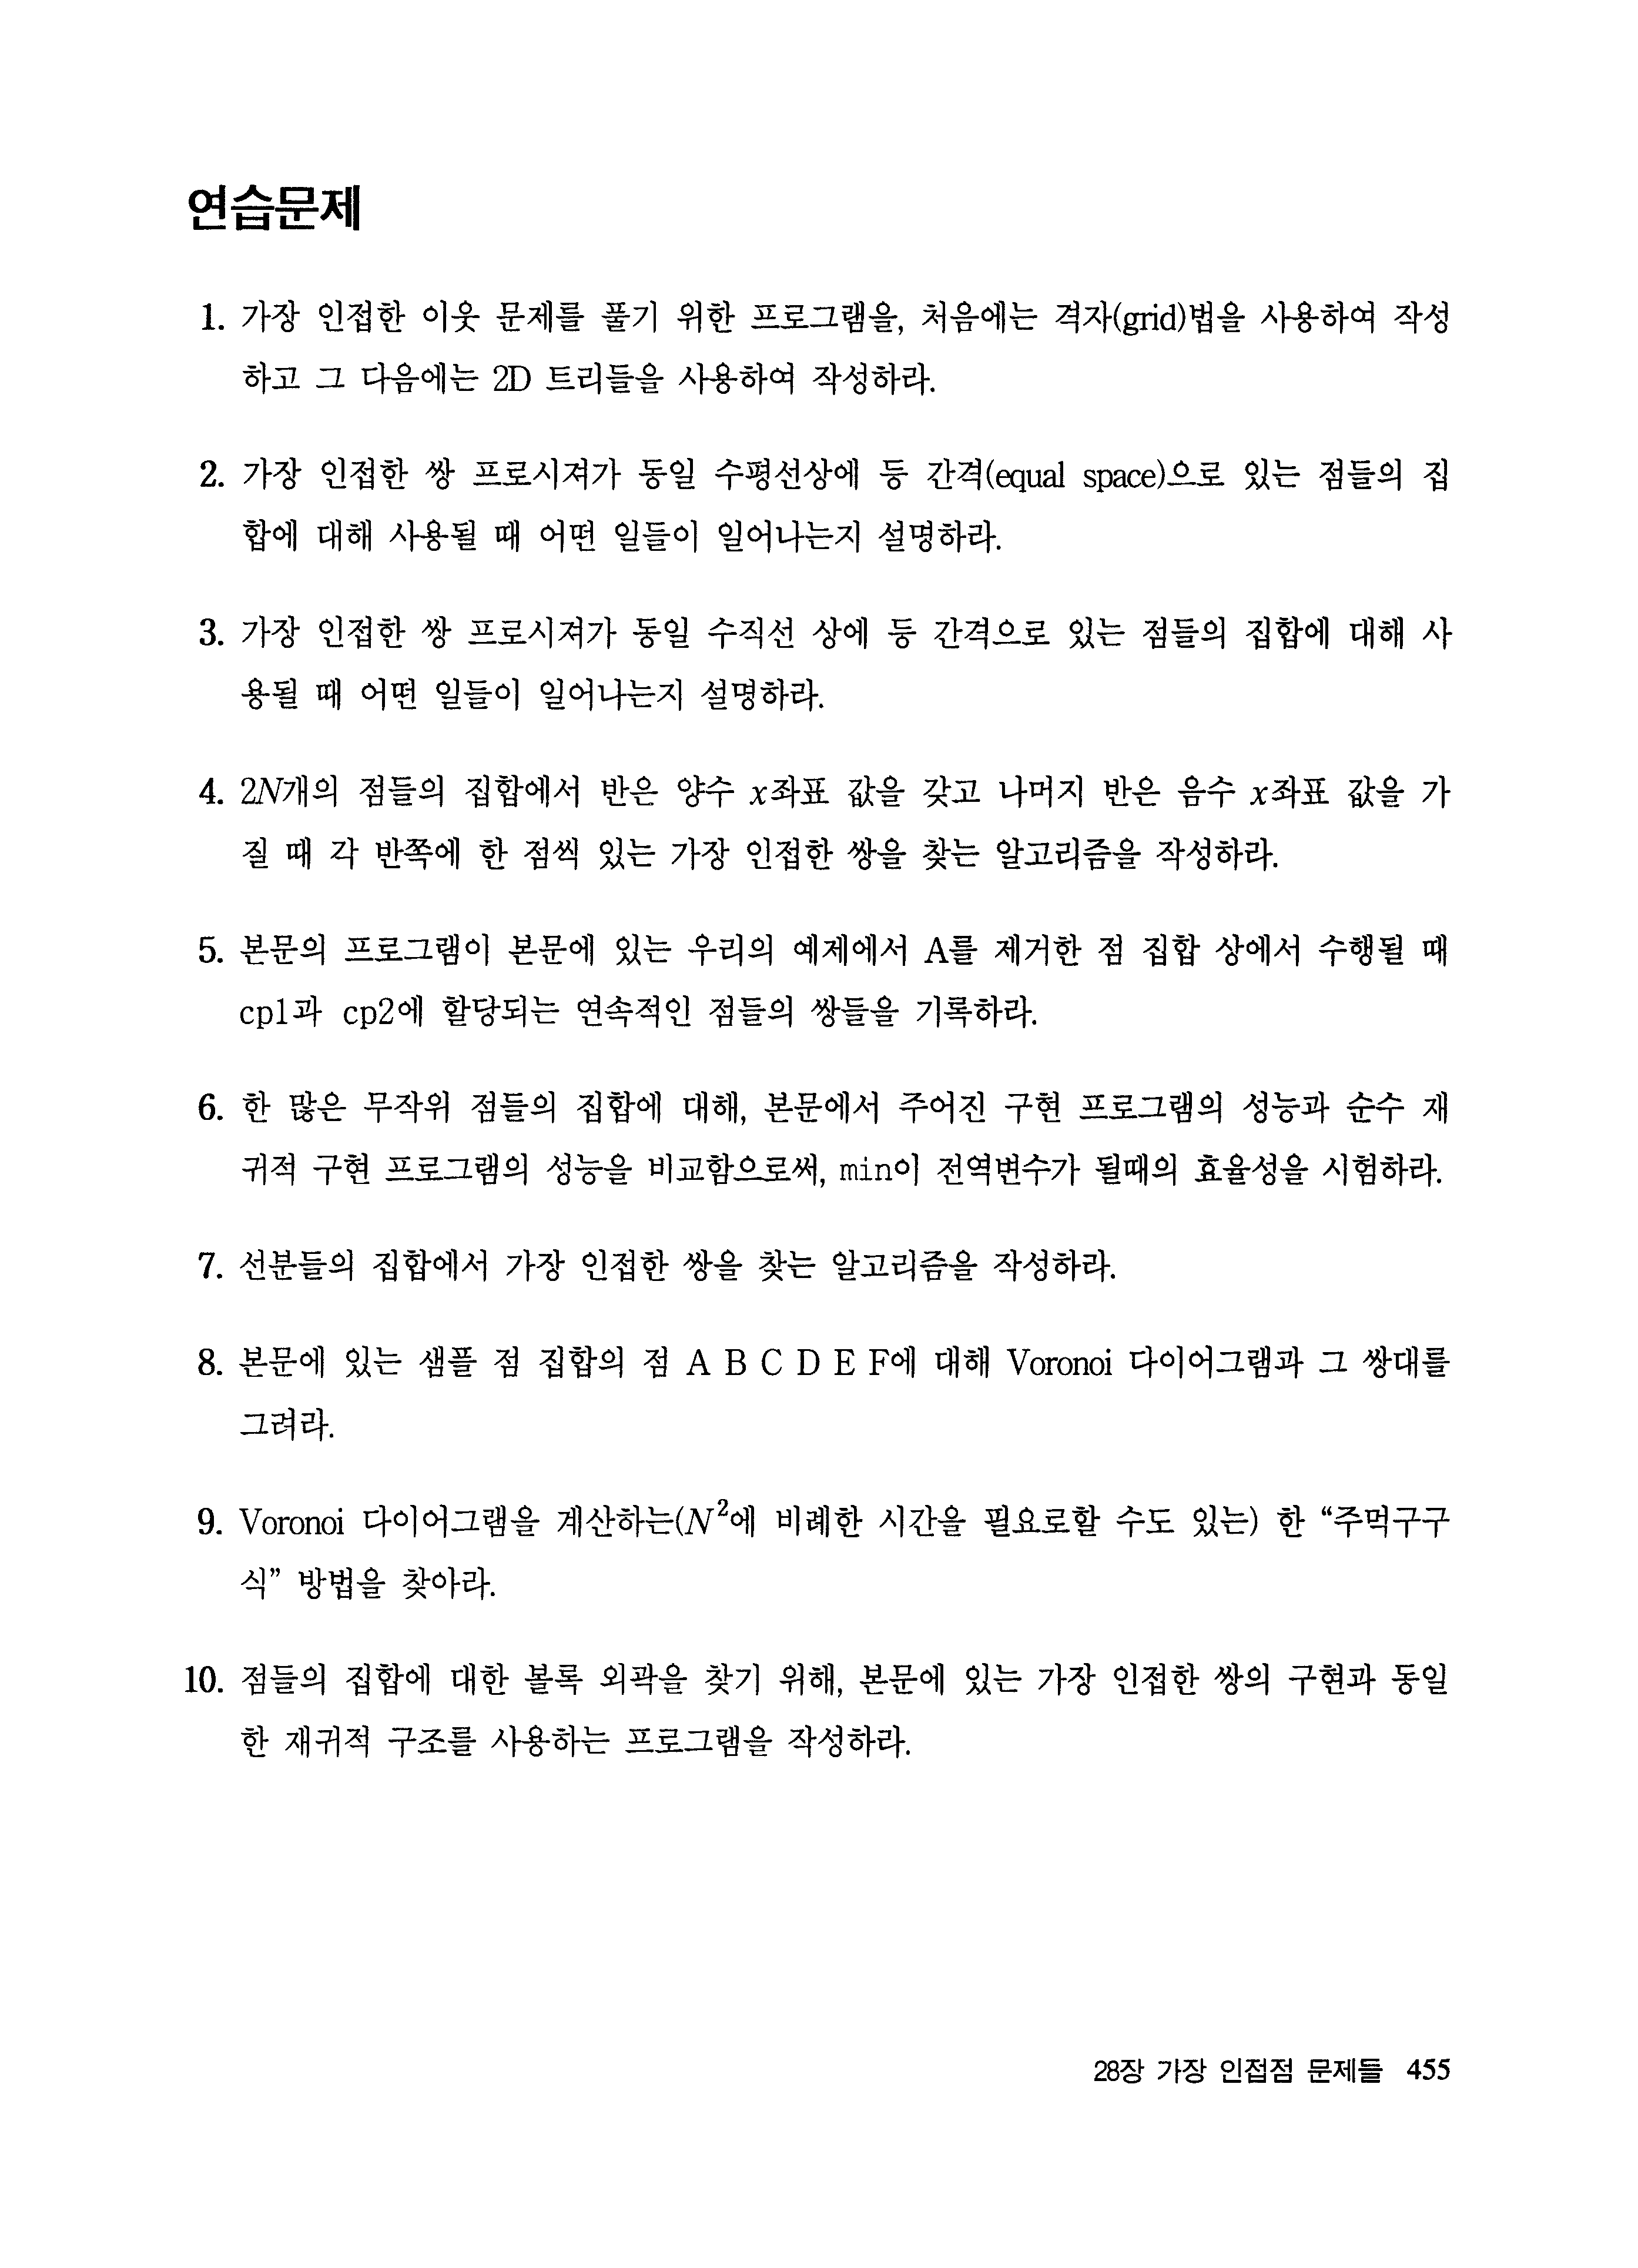 연습문제
1. 가장 인접한 이웃 문제를 풀기 위한 프로그램을, 처음에는 격자(grid)법을 사용하여 작성
하고 그 다음에는 2D 트리들을 사용하여 작성하라.
2. 가장 인접한 쌍 프로시져가 동일 수평선상에 등 간격(equal space)으로 있는 점들의 집
합에 대해 사용될 때 어떤 일들이 일어나는지 설명하라.
3. 가장 인접한 쌍 프로시져가 동일 수직선 상에 등 간격으로 있는 점들의 집합에 대해 사
용될 때 어떤 일들이 일어나는지 설명하라.
4. 2N개의 점들의 집합에서 반은 양수 x좌표 값을 갖고 나머지 반은 음수 x좌표 값을 가
질 때 각 반쪽에 한 점씩 있는 가장 인접한 쌍을 찾는 알고리즘을 작성하라.
5. 본문의 프로그램이 본문에 있는 우리의 예제에서 A를 제거한 점 집합 상에서 수행될 때
cp1과 cp2에 할당되는 연속적인 점들의 쌍들을 기록하라.
6. 한 많은 무작위 점들의 집합에 대해, 본문에서 주어진 구현 프로그램의 성능과 순수 재
귀적 구현 프로그램의 성능을 비교함으로써, min이 전역변수가 될때의 효율성을 시험하라.
7. 선분들의 집합에서 가장 인접한 쌍을 찾는 알고리즘을 작성하라.
8. 본문에 있는 샘플 점 집합의 점 A B C D E F에 대해 Voronoi 다이어그램과 그 쌍대를
그려라.
9. Voronoi 다이어그램을 계산하는(N²에 비례한 시간을 필요로할 수도 있는) 한 “주먹구구
식” 방법을 찾아라.
10. 점들의 집합에 대한 볼록 외곽을 찾기 위해, 본문에 있는 가장 인접한 쌍의 구현과 동일
한 재귀적 구조를 사용하는 프로그램을 작성하라.
28장 가장 인접점 문제들 455